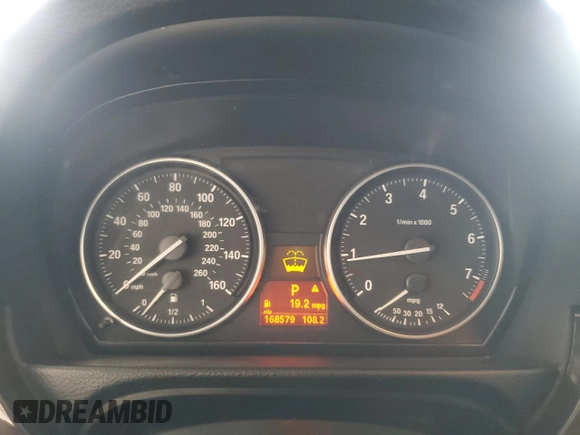 20 40 60 80 100 120 140 160
0 mph
20 40 60 80 100 120 140 160 180 200 220 240 260
km/h
0 1/2 1
P
19.2 mpg
168579 108.2
0 1 2 3 4 5 6 7
1/min x 1000
50 30 20 15 12
mpg
DREAMBID